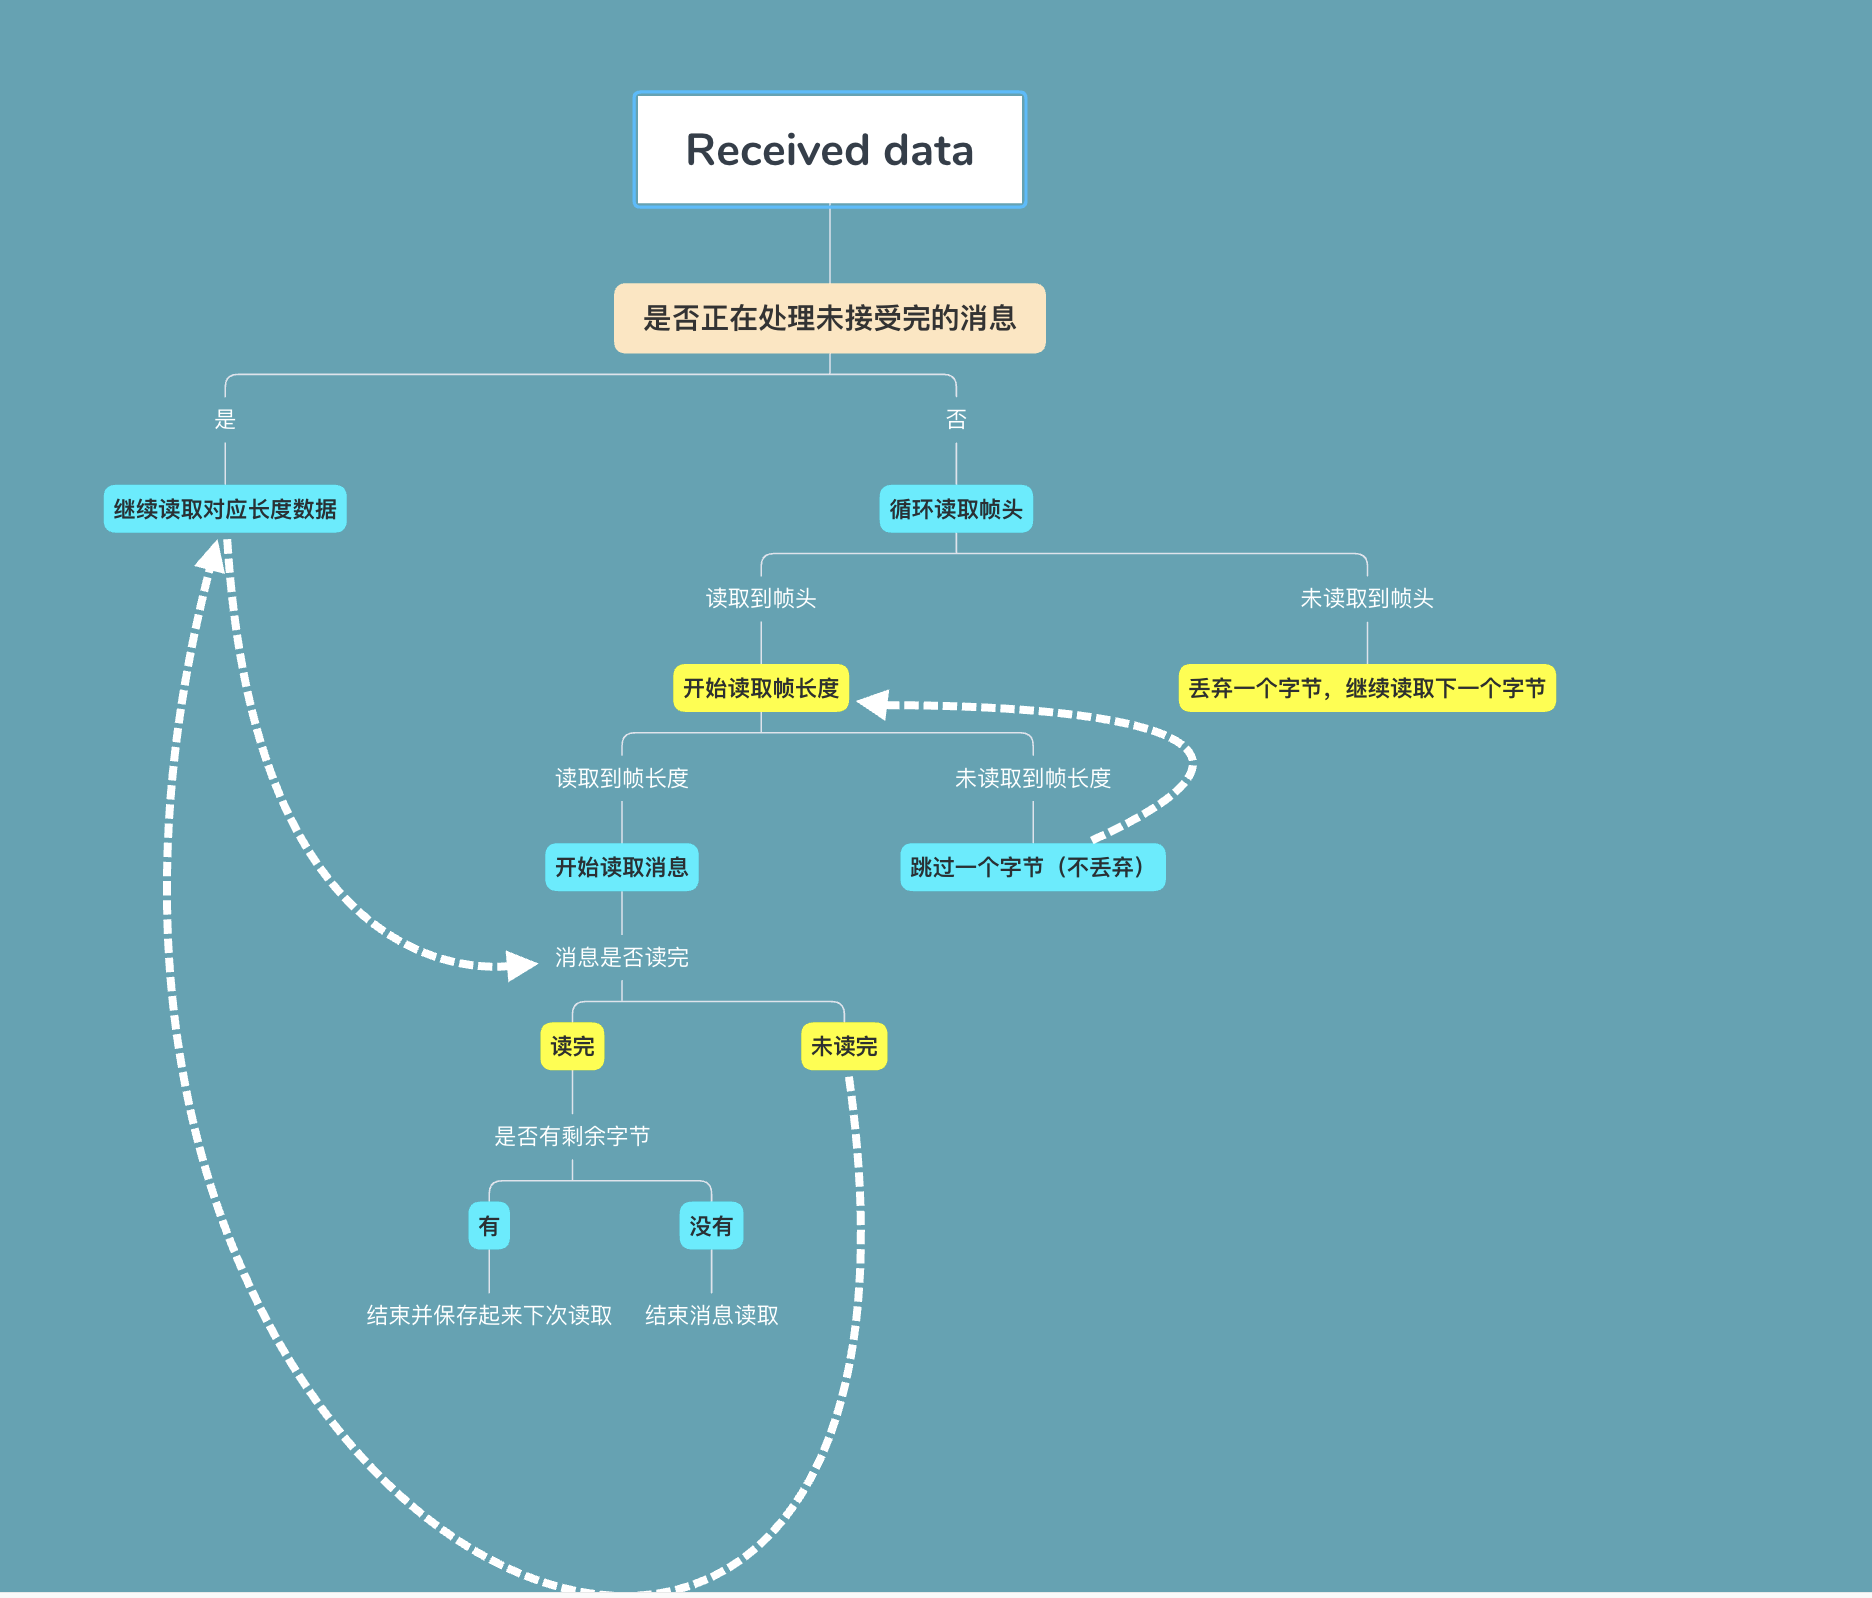 Received data
是否正在处理未接受完的消息
是
否
继续读取对应长度数据
循环读取帧头
读取到帧头
未读取到帧头
开始读取帧长度
丢弃一个字节，继续读取下一个字节
读取到帧长度
未读取到帧长度
开始读取消息
跳过一个字节（不丢弃）
消息是否读完
读完
未读完
是否有剩余字节
有
没有
结束并保存起来下次读取
结束消息读取